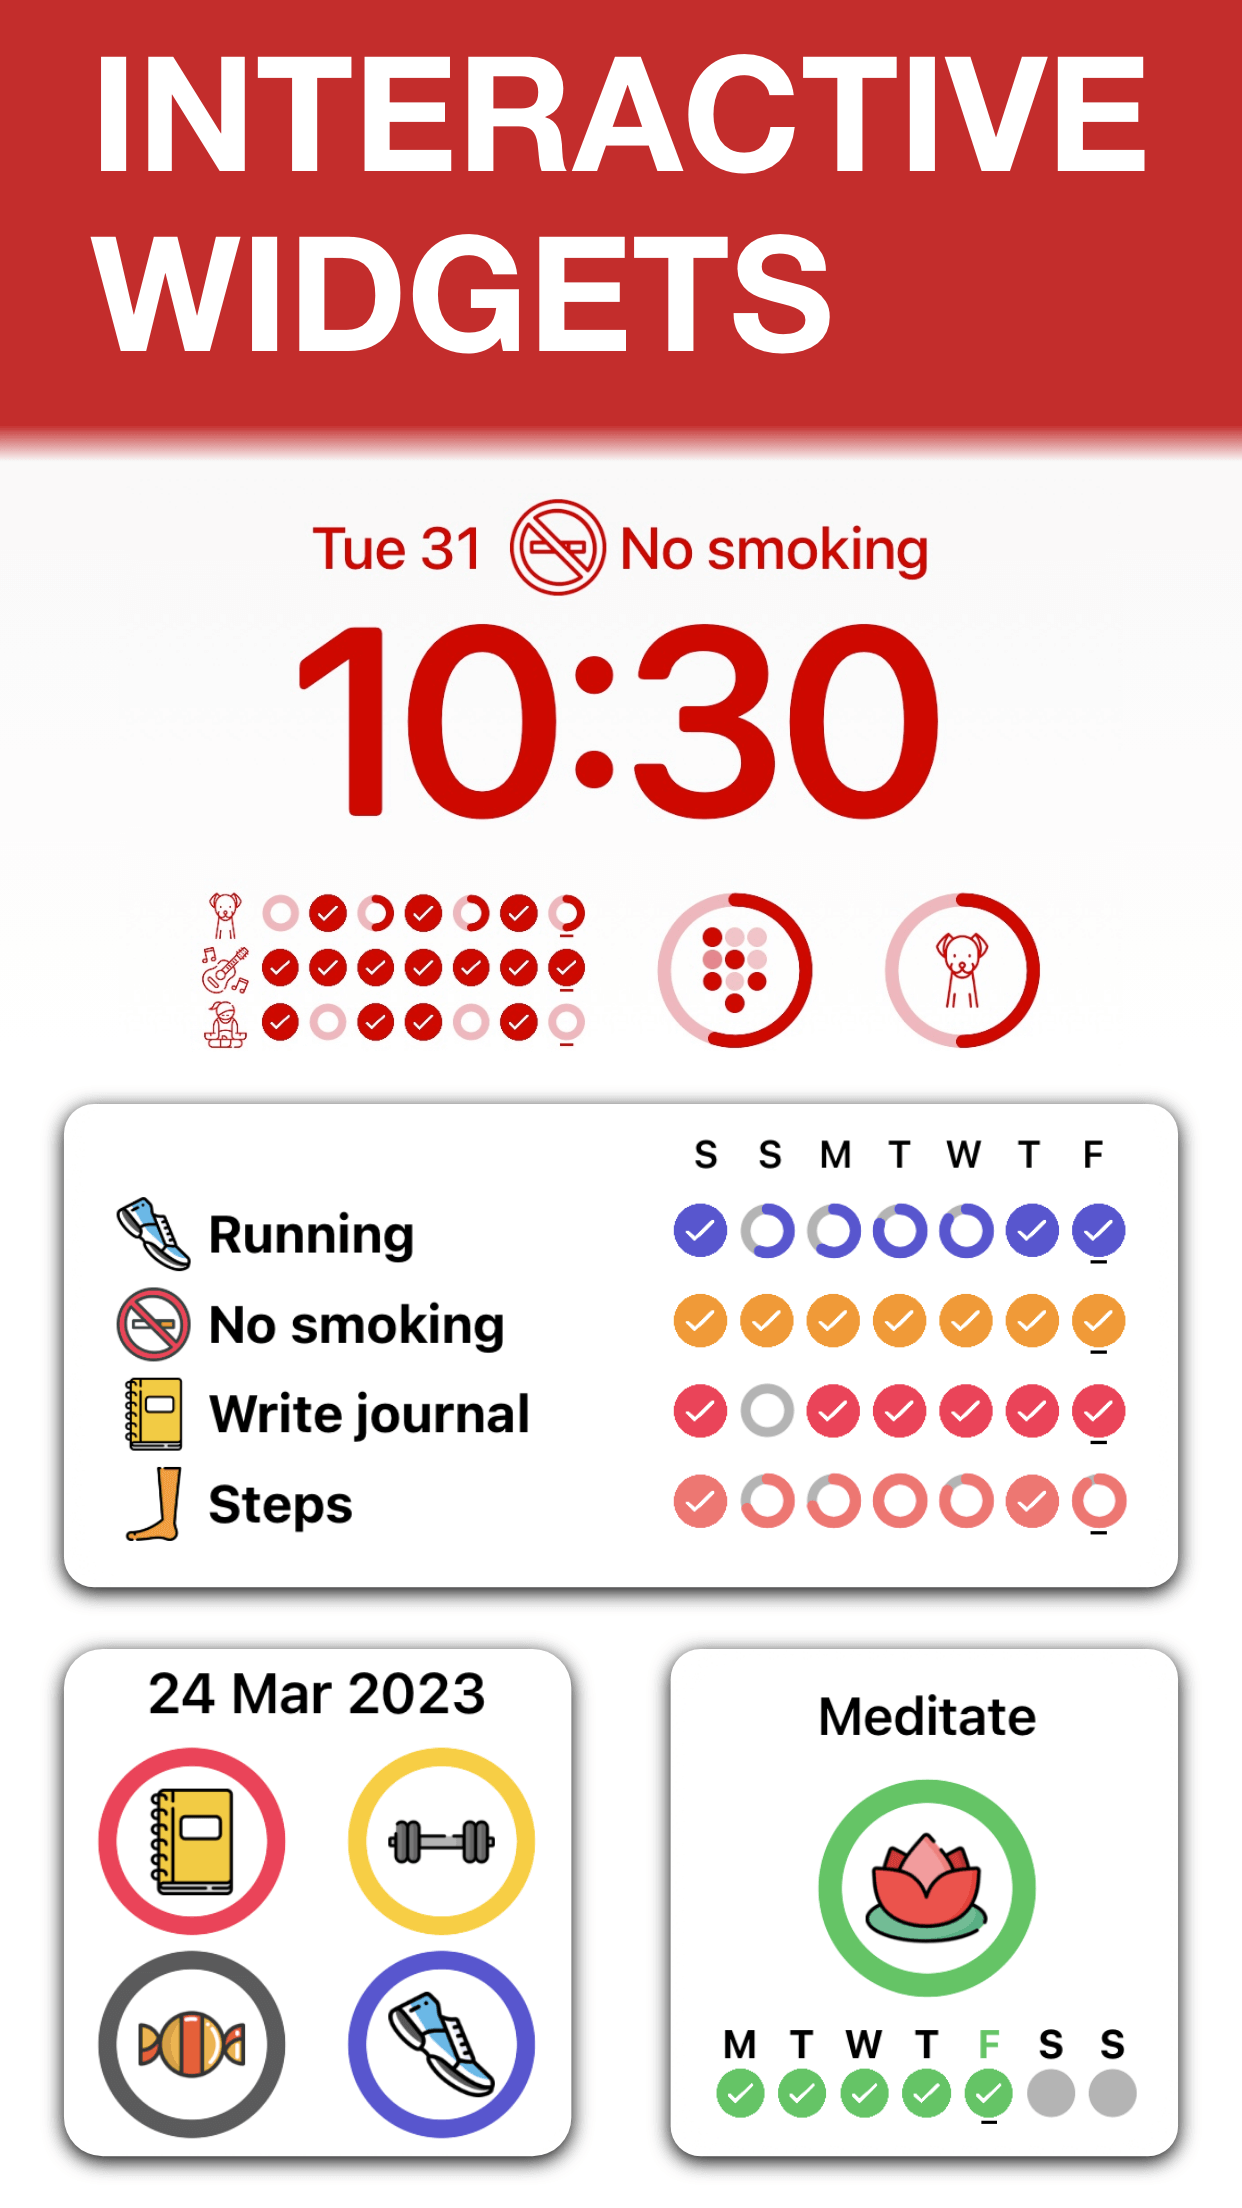 INTERACTIVE
WIDGETS
Tue 31 No smoking
10:30
S S M T W T F
Running
No smoking
Write journal
Steps
24 Mar 2023
Meditate
M T W T F S S